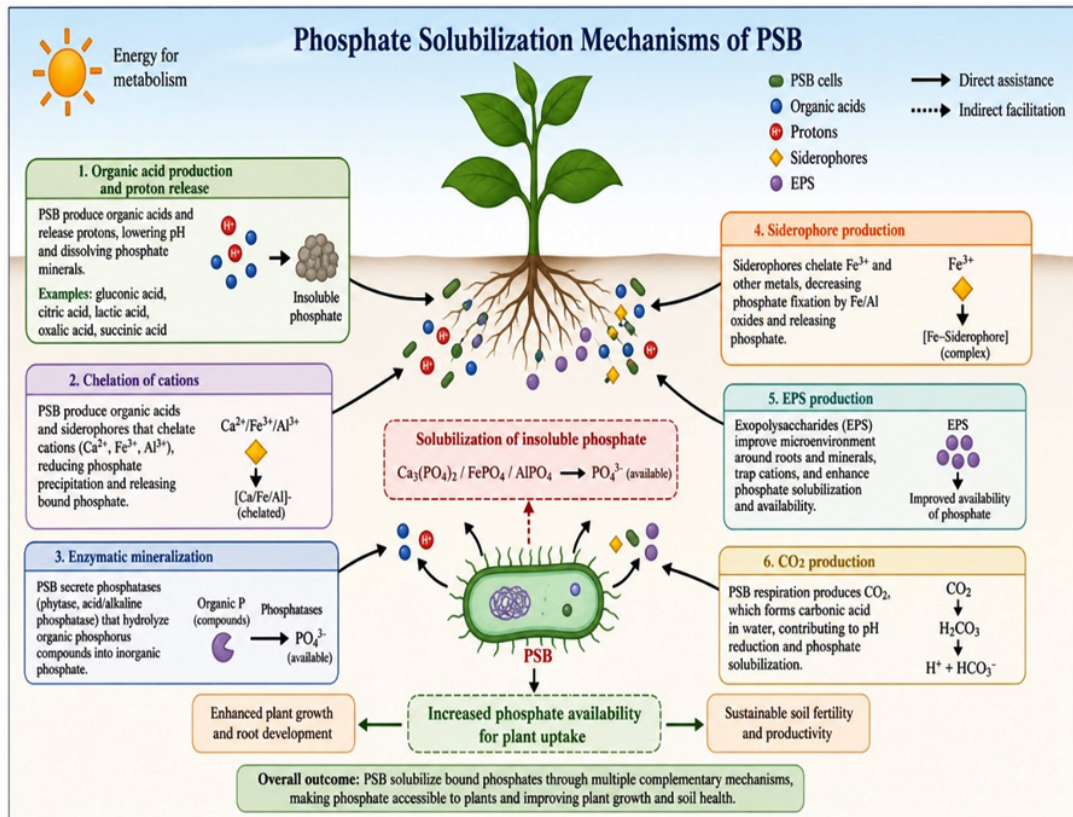 Phosphate Solubilization Mechanisms of PSB
Energy for
metabolism
PSB cells
Organic acids
H⁺ Protons
Siderophores
EPS
Direct assistance
Indirect facilitation
1. Organic acid production
and proton release
PSB produce organic acids and
release protons, lowering pH
and dissolving phosphate
minerals.
Examples: gluconic acid,
citric acid, lactic acid,
oxalic acid, succinic acid
H⁺
H⁺
Insoluble
phosphate
2. Chelation of cations
PSB produce organic acids
and siderophores that chelate
cations (Ca²⁺, Fe³⁺, Al³⁺),
reducing phosphate
precipitation and releasing
bound phosphate.
Ca²⁺/Fe³⁺/Al³⁺
[Ca/Fe/Al]-
(chelated)
3. Enzymatic mineralization
PSB secrete phosphatases
(phytase, acid/alkaline
phosphatase) that hydrolyze
organic phosphorus
compounds into inorganic
phosphate.
Organic P
(compounds)
Phosphatases
PO₄³⁻
(available)
4. Siderophore production
Siderophores chelate Fe³⁺ and
other metals, decreasing
phosphate fixation by Fe/Al
oxides and releasing
phosphate.
Fe³⁺
[Fe–Siderophore]
(complex)
5. EPS production
Exopolysaccharides (EPS)
improve microenvironment
around roots and minerals,
trap cations, and enhance
phosphate solubilization
and availability.
EPS
Improved availability
of phosphate
6. CO₂ production
PSB respiration produces CO₂,
which forms carbonic acid
in water, contributing to pH
reduction and phosphate
solubilization.
CO₂
H₂CO₃
H⁺ + HCO₃⁻
H⁺
H⁺
H⁺
Solubilization of insoluble phosphate
Ca₃(PO₄)₂ / FePO₄ / AlPO₄ → PO₄³⁻ (available)
H⁺
PSB
Increased phosphate availability
for plant uptake
Enhanced plant growth
and root development
Sustainable soil fertility
and productivity
Overall outcome: PSB solubilize bound phosphates through multiple complementary mechanisms,
making phosphate accessible to plants and improving plant growth and soil health.